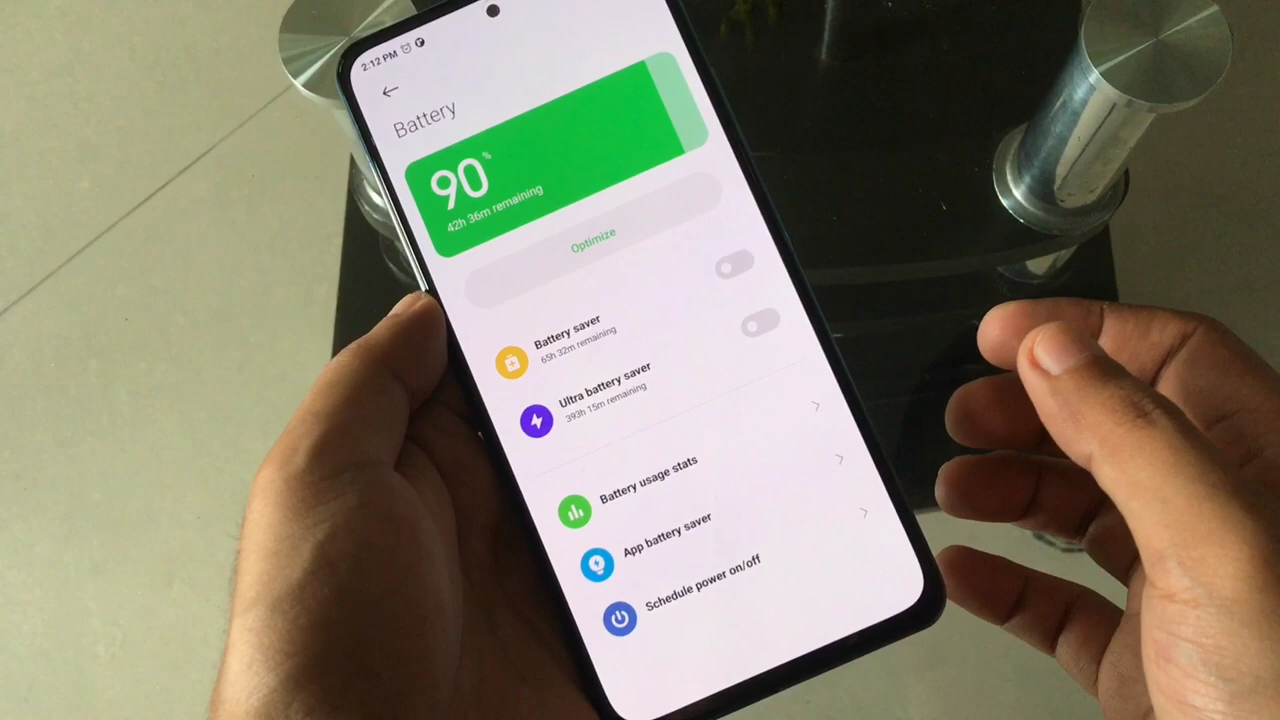 2:12 PM
Battery
90%
42h 36m remaining
Optimize
Battery saver
65h 32m remaining
Ultra battery saver
393h 15m remaining
Battery usage stats
App battery saver
Schedule power on/off